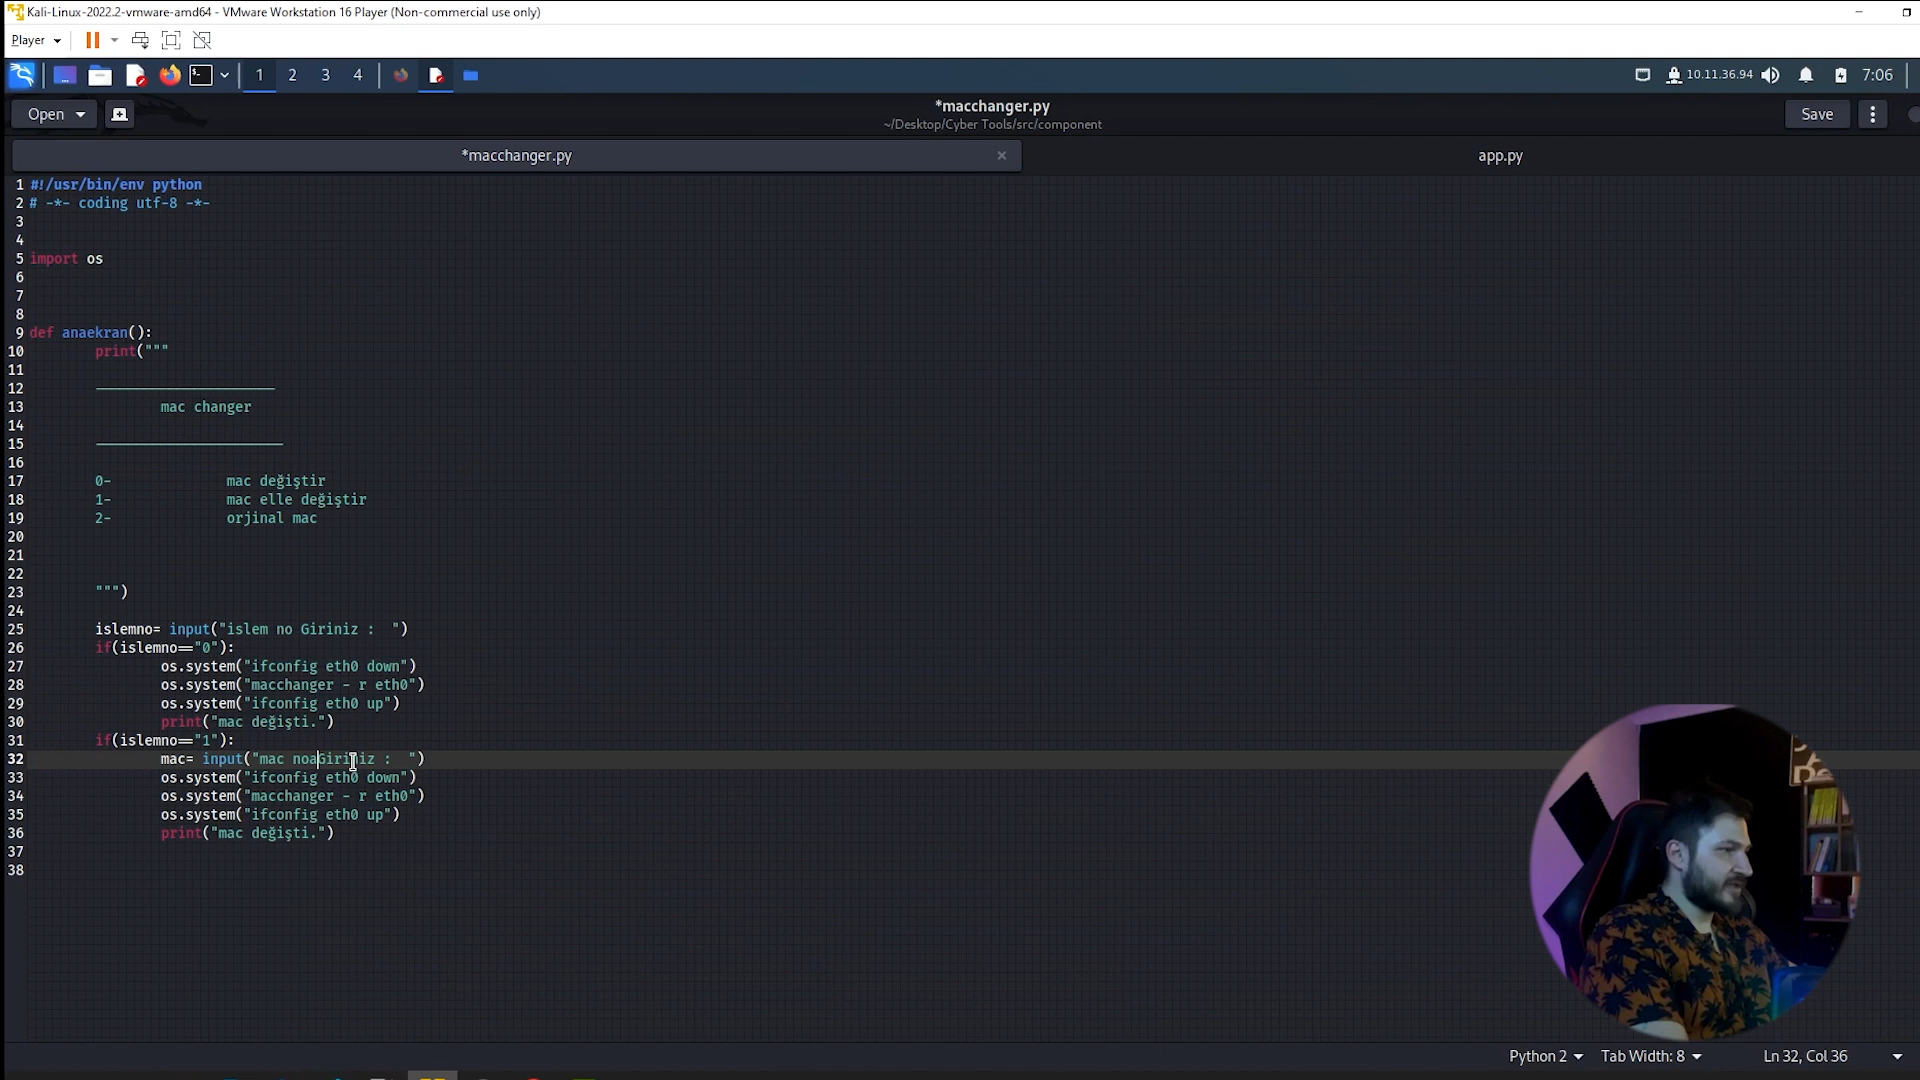 Kali-Linux-2022.2-vmware-amd64 - VMware Workstation 16 Player (Non-commercial use only)
Player
1 2 3 4
10.11.36.94
7:06
Open
*macchanger.py
~/Desktop/Cyber Tools/src/component
Save
*macchanger.py
app.py
1 #!/usr/bin/env python
2 # -*- coding utf-8 -*-
3
4
5 import os
6
7
8
9 def anaekran():
10 print("""
11
12 ______________________
13 mac changer
14
15 _______________________
16
17 0- mac değiştir
18 1- mac elle değiştir
19 2- orjinal mac
20
21
22
23 """)
24
25 islemno= input("islem no Giriniz :  ")
26 if(islemno=="0"):
27 os.system("ifconfig eth0 down")
28 os.system("macchanger - r eth0")
29 os.system("ifconfig eth0 up")
30 print("mac değişti.")
31 if(islemno=="1"):
32 mac= input("mac noaGiriniz :  ")
33 os.system("ifconfig eth0 down")
34 os.system("macchanger - r eth0")
35 os.system("ifconfig eth0 up")
36 print("mac değişti.")
37
38
Python 2
Tab Width: 8
Ln 32, Col 36